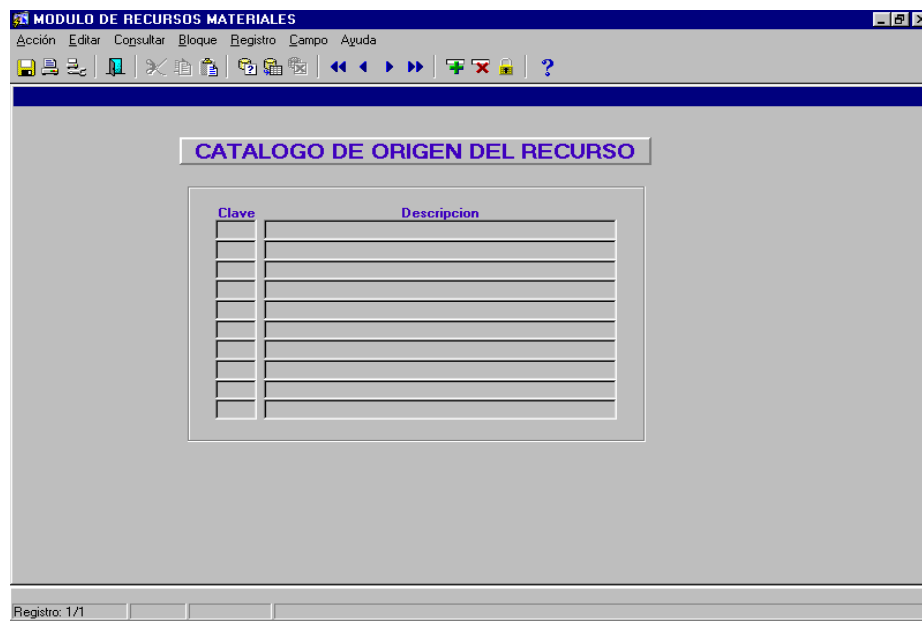 MODULO DE RECURSOS MATERIALES
Acción Editar Consultar Bloque Registro Campo Ayuda
?
CATALOGO DE ORIGEN DEL RECURSO
Clave Descripcion
Registro: 1/1